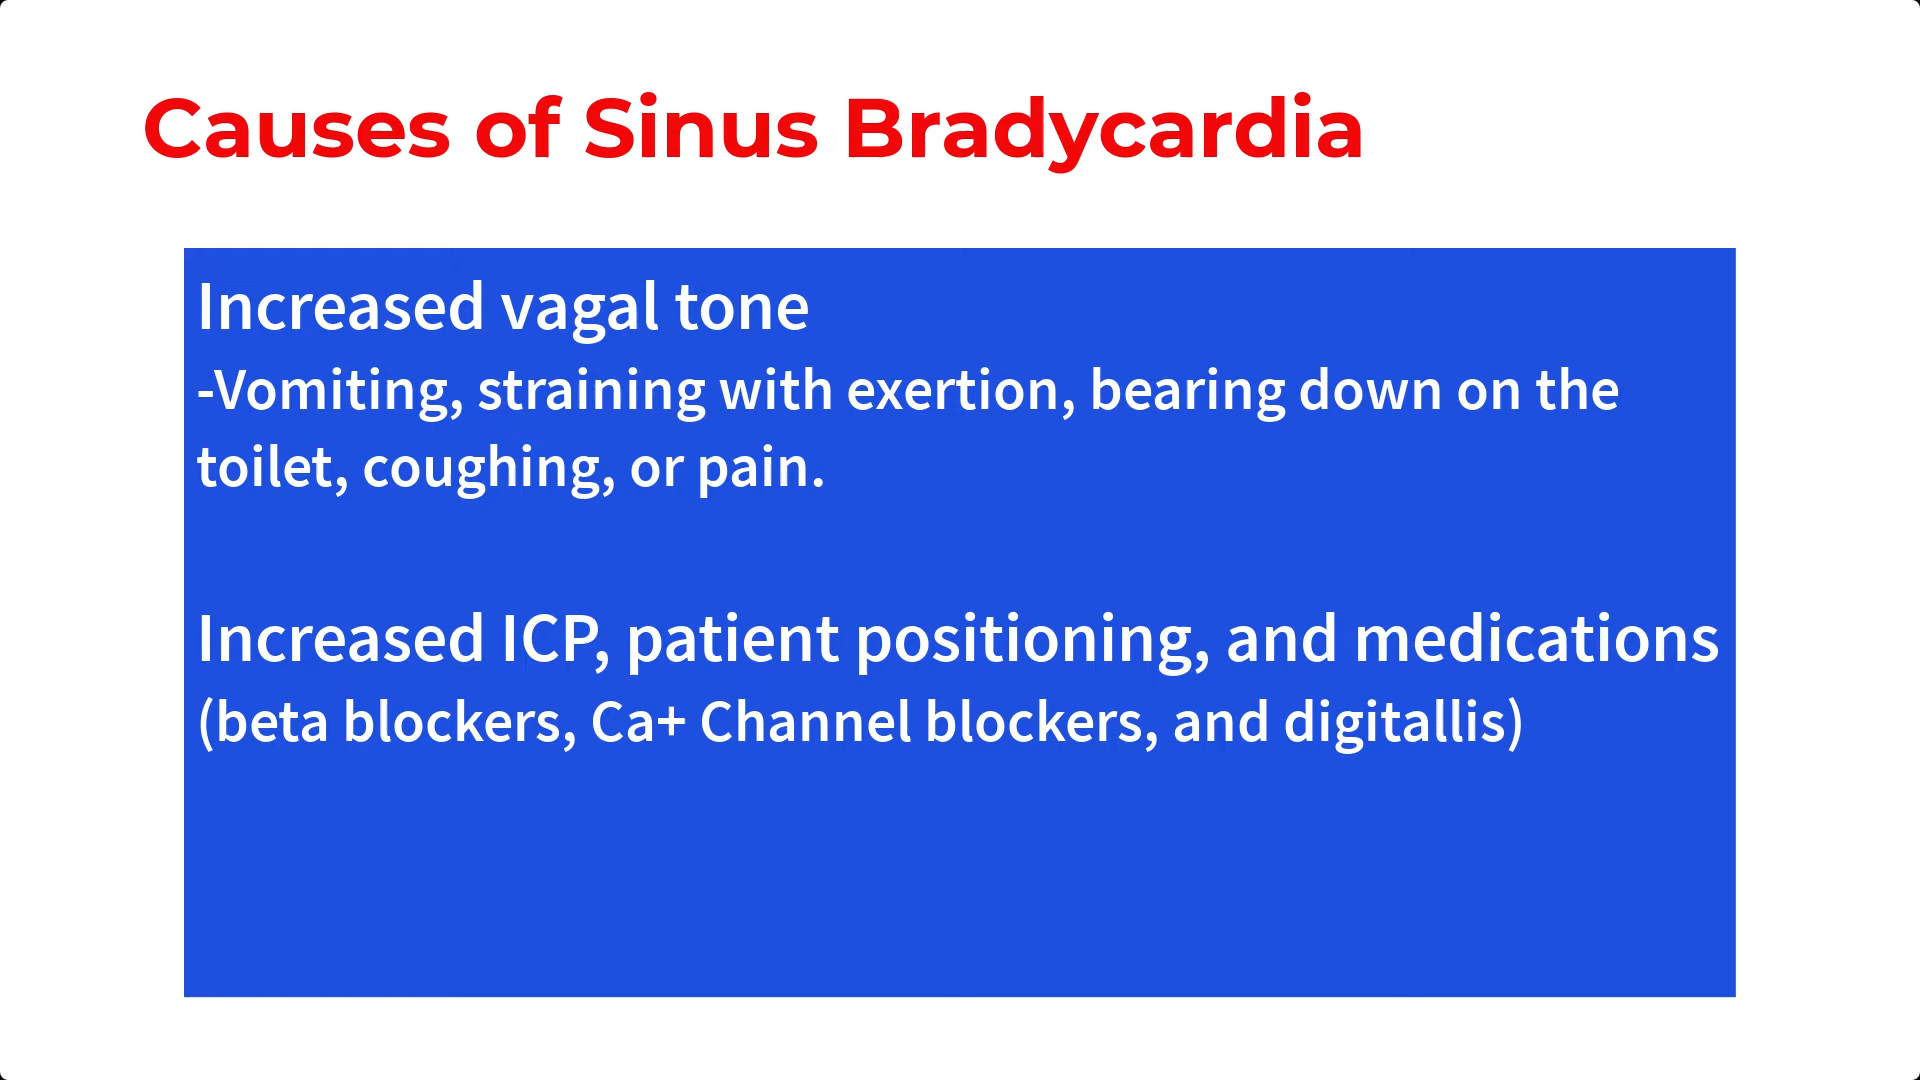 Causes of Sinus Bradycardia
Increased vagal tone
-Vomiting, straining with exertion, bearing down on the
toilet, coughing, or pain.
Increased ICP, patient positioning, and medications
(beta blockers, Ca+ Channel blockers, and digitallis)